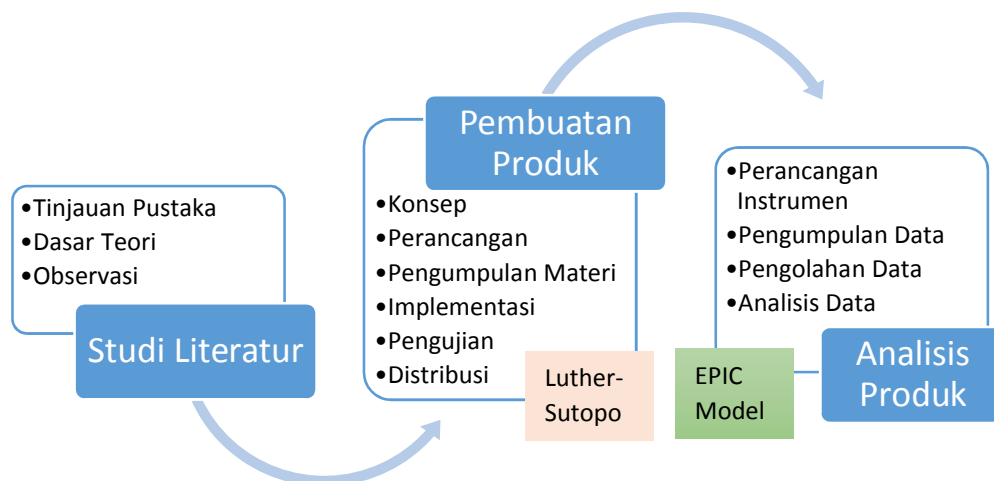 •Tinjauan Pustaka
•Dasar Teori
•Observasi
Studi Literatur
Pembuatan
Produk
•Konsep
•Perancangan
•Pengumpulan Materi
•Implementasi
•Pengujian
•Distribusi
Luther-
Sutopo
•Perancangan
Instrumen
•Pengumpulan Data
•Pengolahan Data
•Analisis Data
EPIC
Model
Analisis
Produk